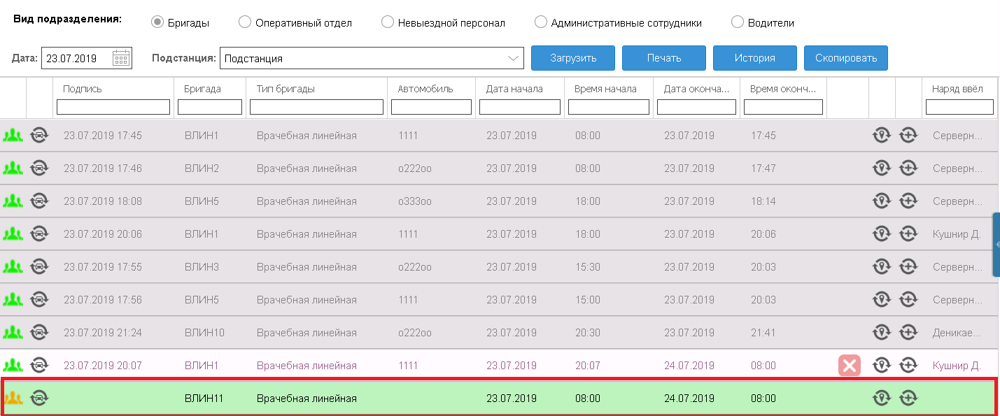 Вид подразделения: Бригады Оперативный отдел Невыездной персонал Административные сотрудники Водители
Дата: 23.07.2019 Подстанция: Подстанция Загрузить Печать История Скопировать
Подпись Бригада Тип бригады Автомобиль Дата начала Время начала Дата оконча... Время оконч... Наряд ввёл
23.07.2019 17:45 ВЛИН1 Врачебная линейная 1111 23.07.2019 08:00 23.07.2019 17:45 Серверн...
23.07.2019 17:46 ВЛИН2 Врачебная линейная о222оо 23.07.2019 08:00 23.07.2019 17:47 Серверн...
23.07.2019 18:08 ВЛИН5 Врачебная линейная о333оо 23.07.2019 18:00 23.07.2019 18:14 Серверн...
23.07.2019 20:06 ВЛИН1 Врачебная линейная 1111 23.07.2019 18:00 23.07.2019 20:06 Кушнир Д.
23.07.2019 17:55 ВЛИН3 Врачебная линейная о222оо 23.07.2019 15:30 23.07.2019 20:03 Серверн...
23.07.2019 17:56 ВЛИН5 Врачебная линейная 1111 23.07.2019 15:00 23.07.2019 20:03 Серверн...
23.07.2019 21:24 ВЛИН10 Врачебная линейная о222оо 23.07.2019 20:30 23.07.2019 21:41 Деникае...
23.07.2019 20:07 ВЛИН1 Врачебная линейная 1111 23.07.2019 20:07 24.07.2019 08:00 Кушнир Д.
ВЛИН11 Врачебная линейная 23.07.2019 08:00 24.07.2019 08:00